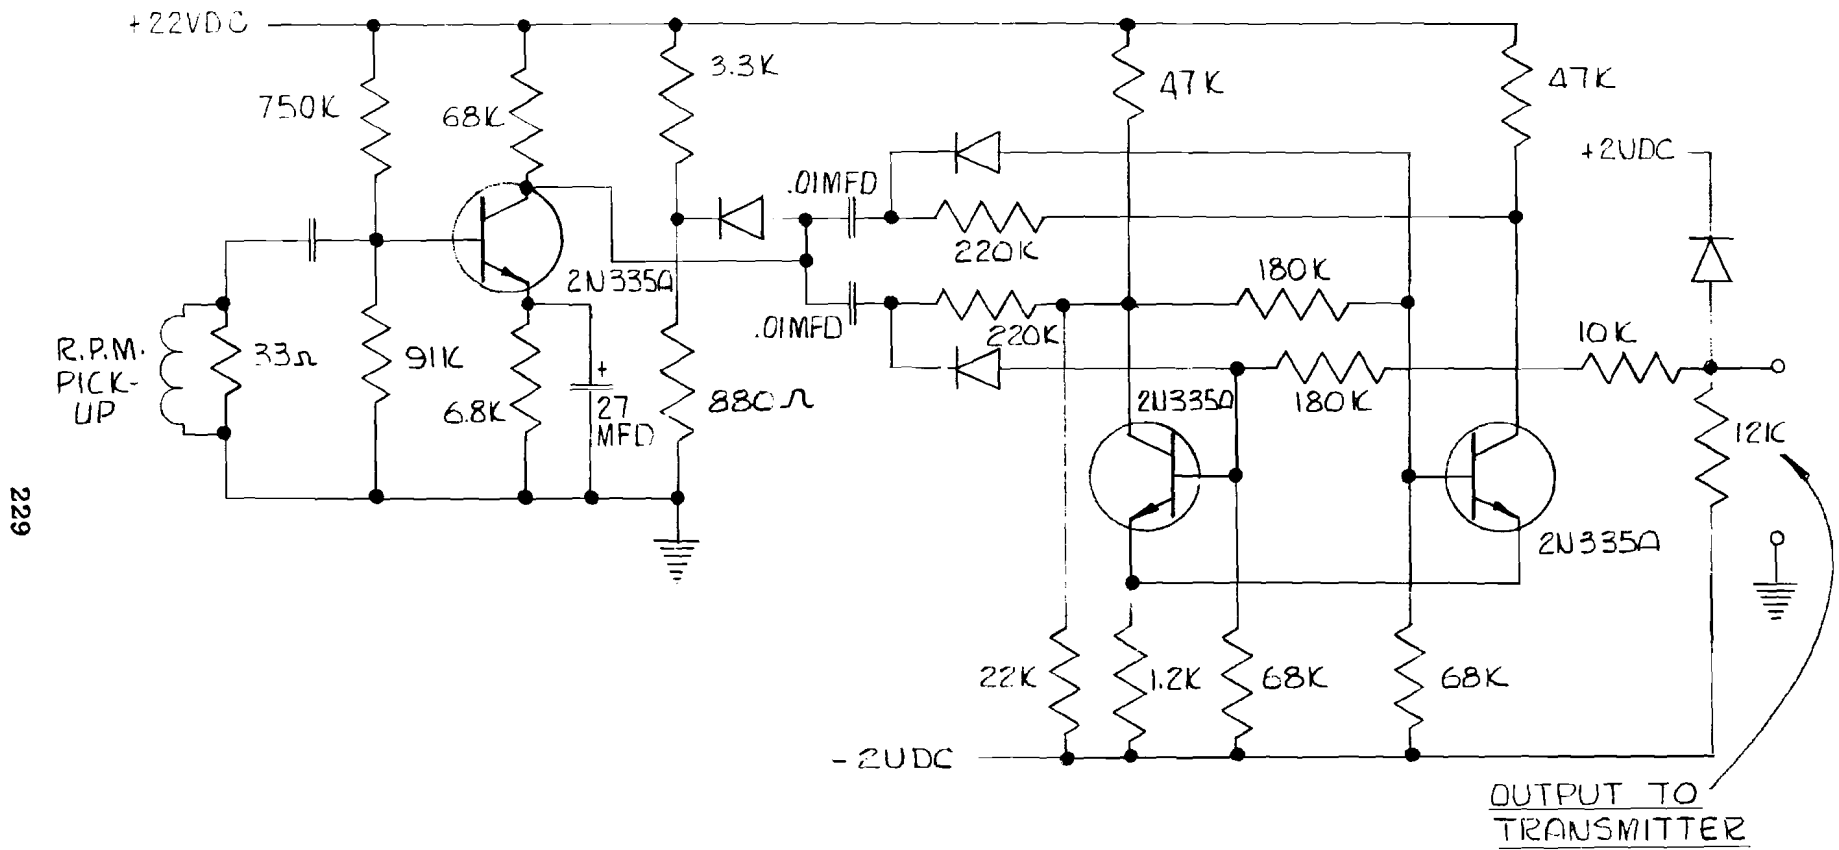 +22VDC
3.3K
47K
47K
750K
68K
+2VDC
.01MFD
220K
2N335A
180K
.01MFD
220K
10K
R.P.M.
PICK-
UP
33Ω
91K
6.8K
+
27
MFD
880Ω
2N335A
180K
12K
2N335A
229
22K
1.2K
68K
68K
-2VDC
OUTPUT TO
TRANSMITTER